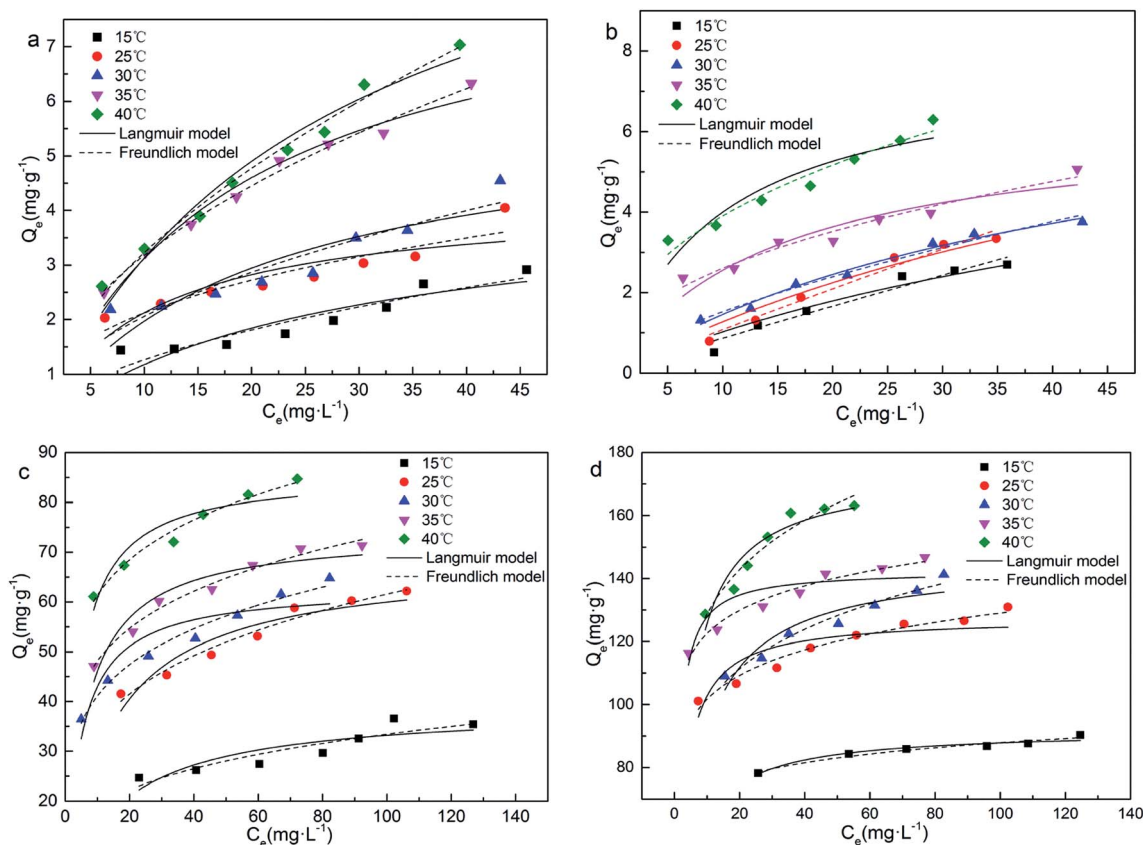 a
15℃
25℃
30℃
35℃
40℃
Langmuir model
Freundlich model
7
6
5
4
3
2
1
Qe(mg·g-1)
5 10 15 20 25 30 35 40 45
Ce(mg·L-1)
b
15℃
25℃
30℃
35℃
40℃
Langmuir model
Freundlich model
8
6
4
2
0
Qe(mg·g-1)
5 10 15 20 25 30 35 40 45
Ce(mg·L-1)
c
15℃
25℃
30℃
35℃
40℃
Langmuir model
Freundlich model
90
80
70
60
50
40
30
20
Qe(mg·g-1)
0 20 40 60 80 100 120 140
Ce(mg·L-1)
d
15℃
25℃
30℃
35℃
40℃
Langmuir model
Freundlich model
180
160
140
120
100
80
Qe(mg·g-1)
0 20 40 60 80 100 120 140
Ce(mg·L-1)